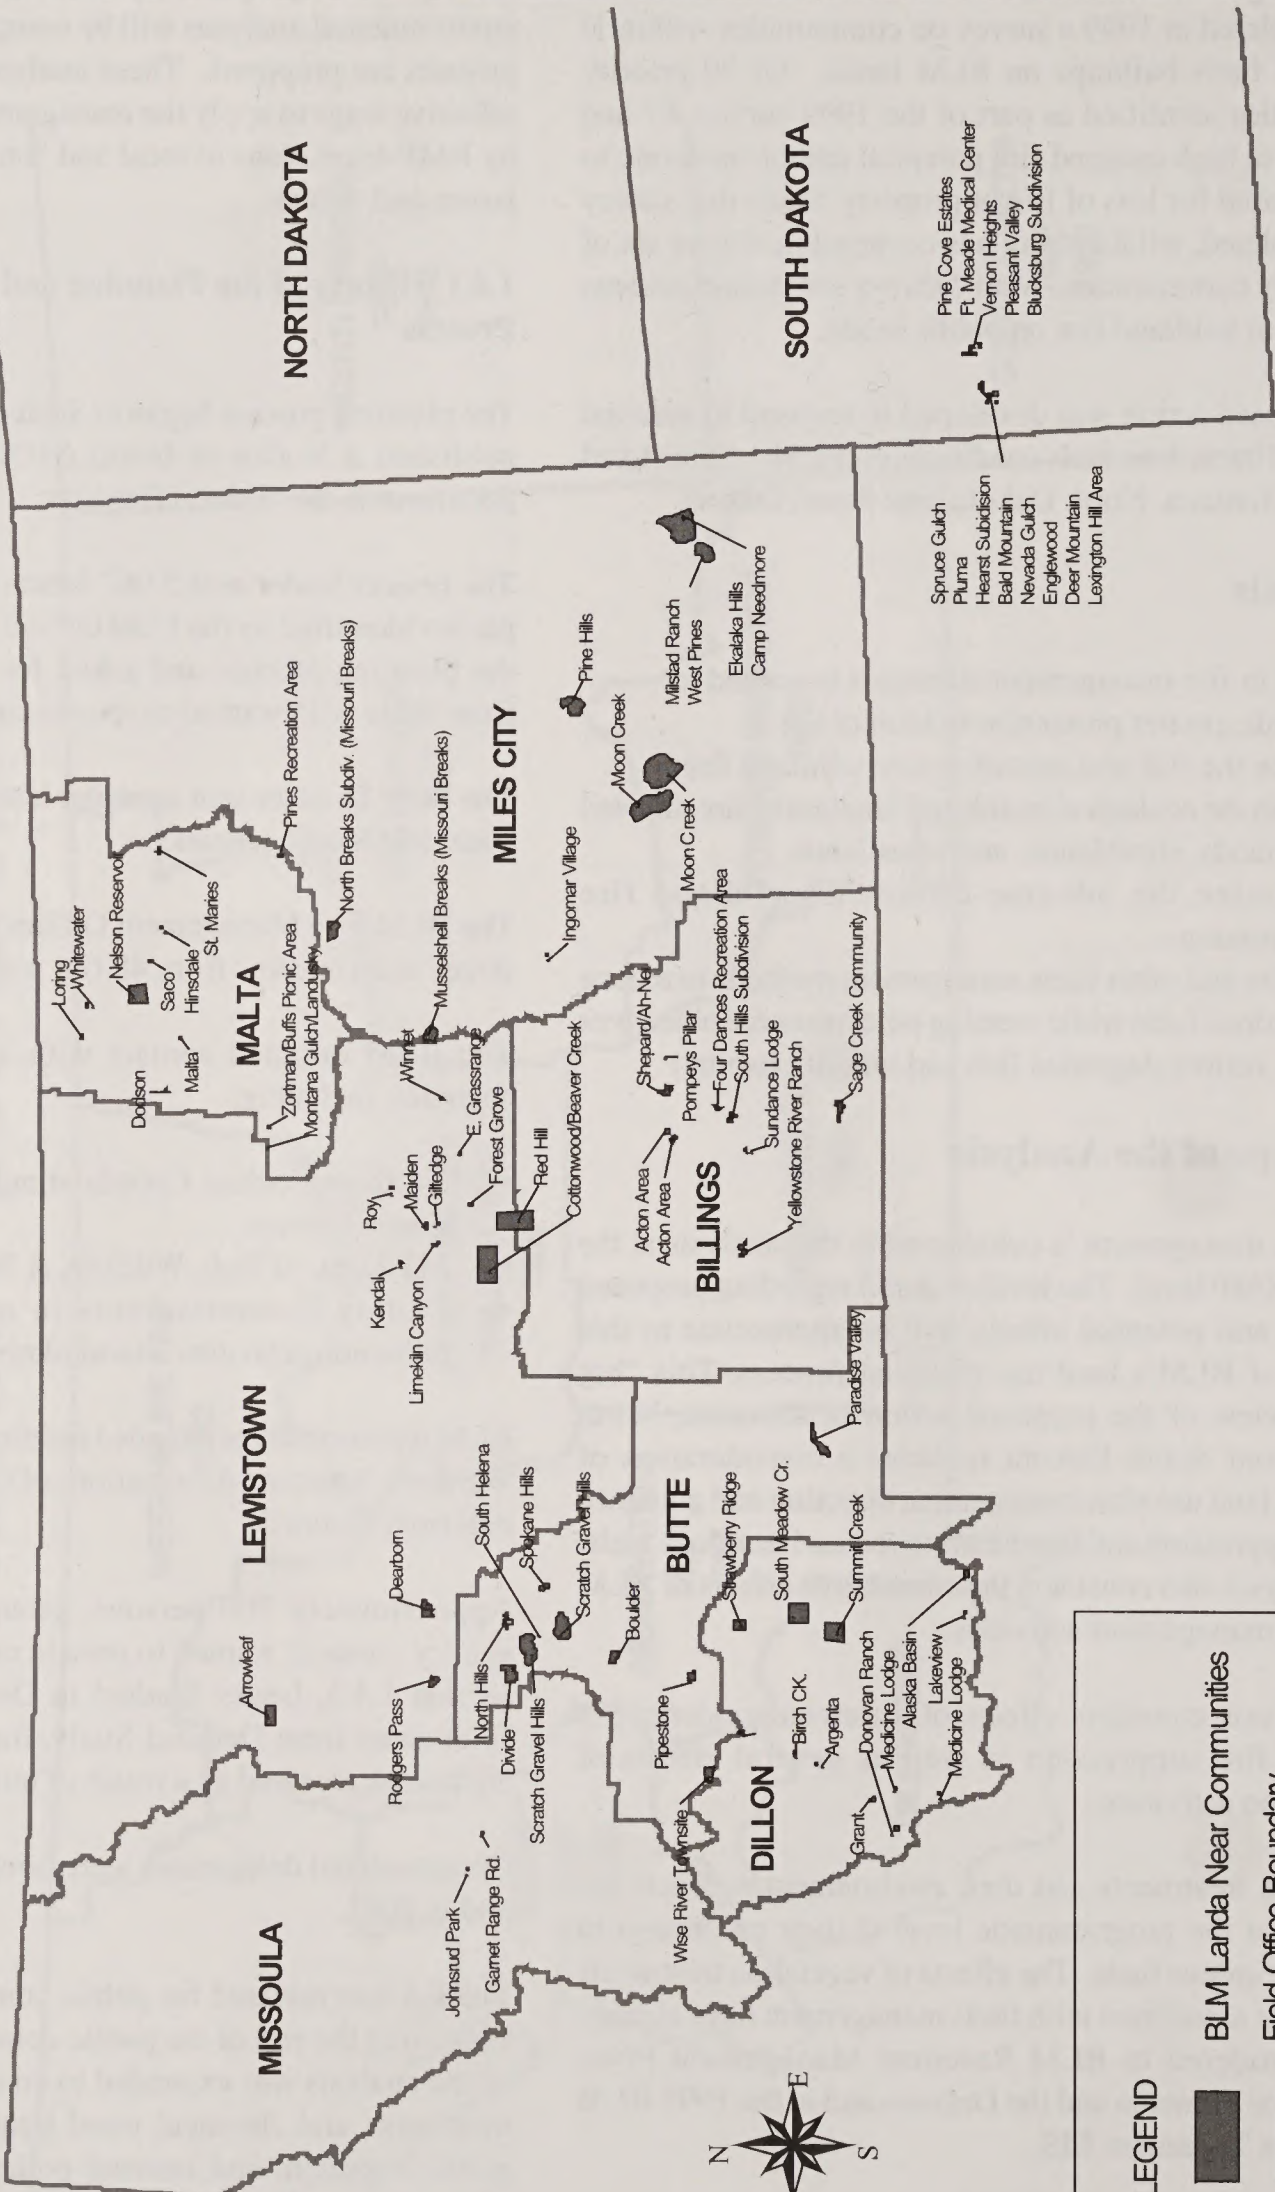 NORTH DAKOTA
SOUTH DAKOTA
MISSOULA
LEWISTOWN
MALTA
MILES CITY
BUTTE
BILLINGS
DILLON
Loring
Whitewater
Nelson Reservoir
Saco
Hinsdale
St. Maries
Dodson
Malta
Zortman/Buffs Picnic Area
Montana Gulch/Landusky
Pines Recreation Area
North Breaks Subdiv. (Missouri Breaks)
Musselshell Breaks (Missouri Breaks)
Winnet
E. Grassrange
Forest Grove
Red Hill
Cottonwood/Beaver Creek
Roy
Maiden
Giltedge
Kendal
Limekiln Canyon
Ingomar Village
Pine Hills
Moon Creek
Moon Creek
Milstad Ranch
West Pines
Ekalaka Hills
Camp Needmore
Pine Cove Estates
Ft. Meade Medical Center
Vernon Heights
Pleasant Valley
Blucksburg Subdivision
Spruce Gulch
Pluma
Hearst Subidision
Bald Mountain
Nevada Gulch
Englewood
Deer Mountain
Lexington Hill Area
Shepard/Ah-Nei
Pompeys Pillar
Four Dances Recreation Area
South Hills Subdivision
Sundance Lodge
Yellowstone River Ranch
Sage Creek Community
Acton Area
Acton Area
Paradise Valley
Arrowleaf
Dearborn
Rodgers Pass
South Helena
Spokane Hills
North Hills
Divide
Scratch Gravel Hills
Scratch Gravel Hills
Boulder
Johnsrud Park
Garnet Range Rd.
Pipestone
Wise River Townsite
Strawberry Ridge
South Meadow Cr.
Summit Creek
Birch CK.
Argenta
Grant
Donovan Ranch
Medicine Lodge
Alaska Basin
Lakeview
Medicine Lodge
N
E
S
LEGEND
BLM Landa Near Communities
Field Office Boundary